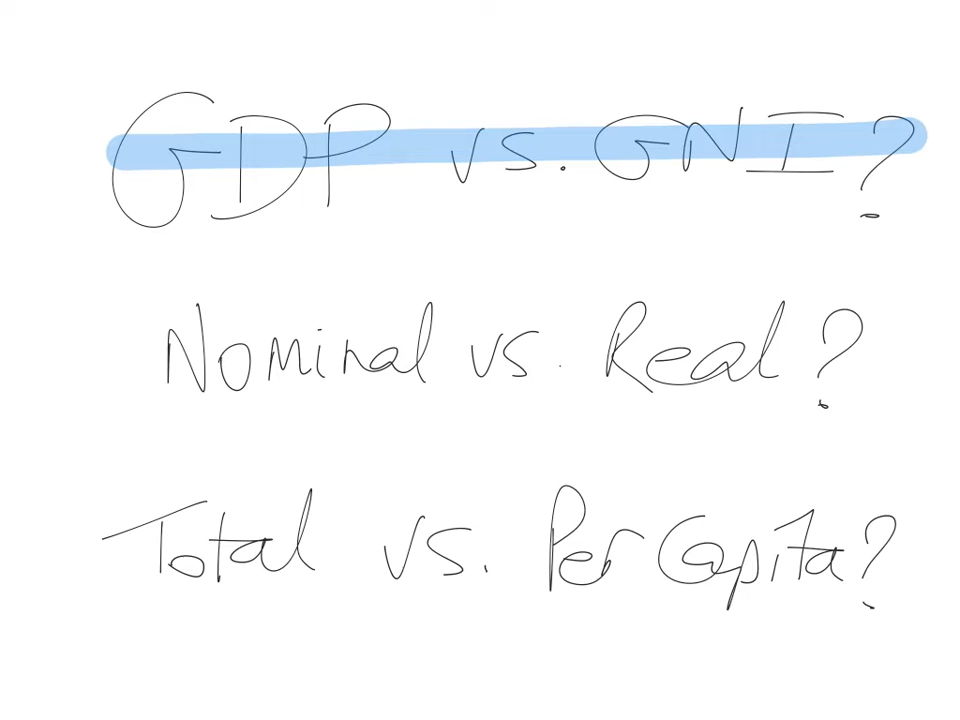 GDP vs. GNI?
Nominal vs. Real?
Total vs. Per Capita?